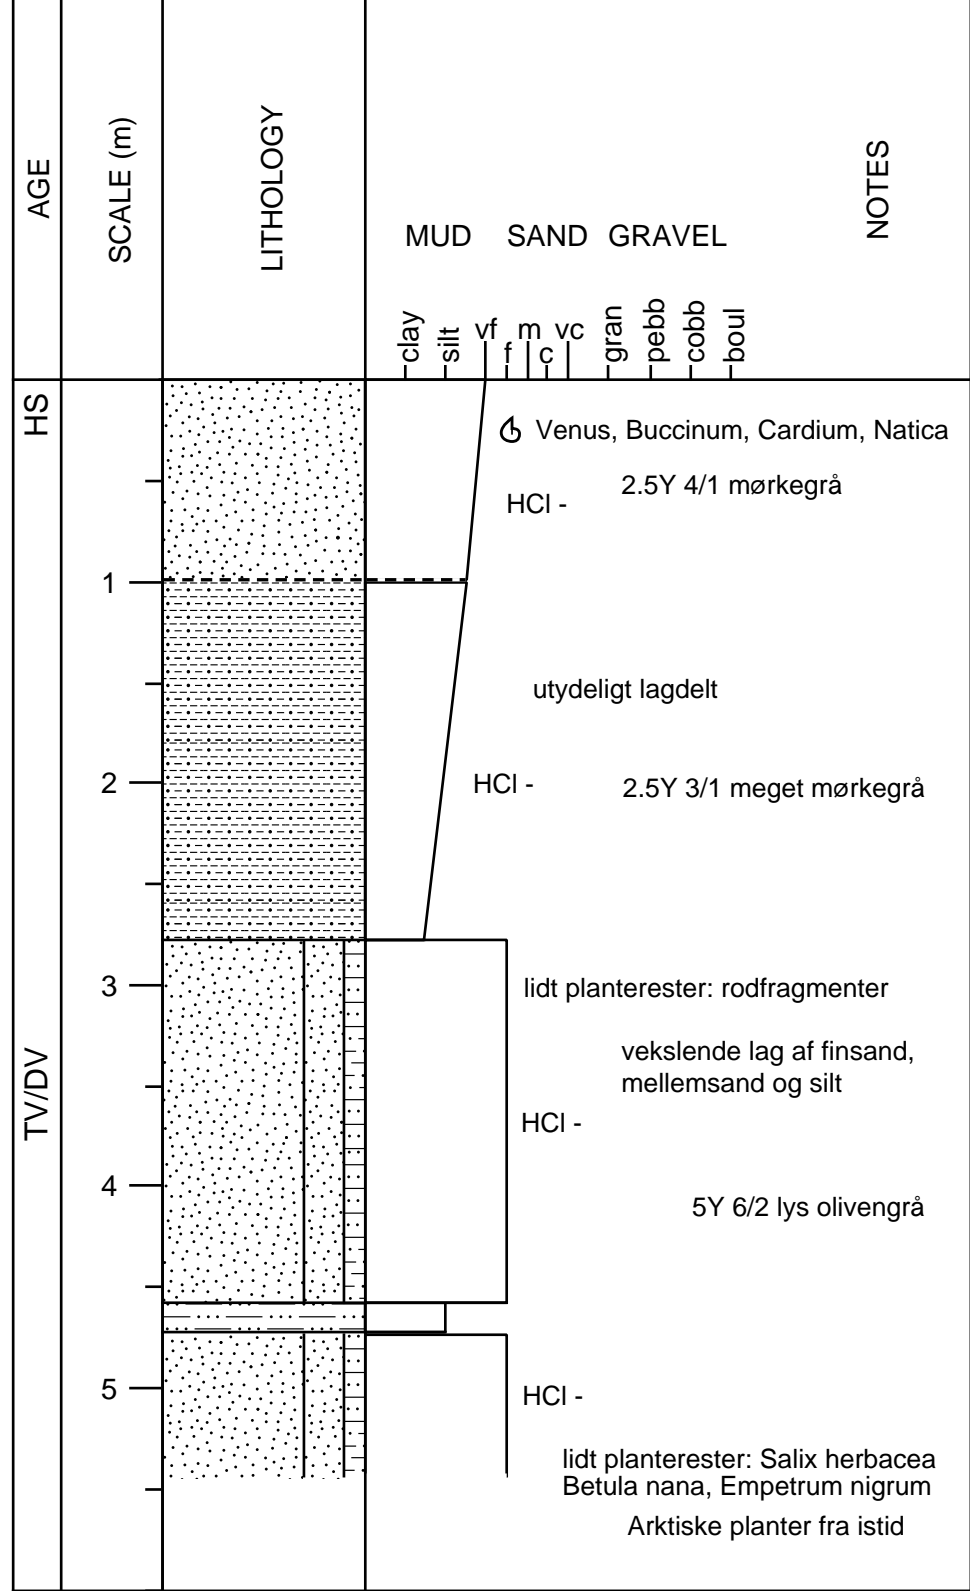 AGE
SCALE (m)
LITHOLOGY
MUD SAND GRAVEL
NOTES
clay silt vf f m c vc gran pebb cobb boul
HS
Venus, Buccinum, Cardium, Natica
2.5Y 4/1 mørkegrå
HCl -
1
utydeligt lagdelt
2
HCl -
2.5Y 3/1 meget mørkegrå
3
lidt planterester: rodfragmenter
TV/DV
vekslende lag af finsand,
mellemsand og silt
HCl -
4
5Y 6/2 lys olivengrå
5
HCl -
lidt planterester: Salix herbacea
Betula nana, Empetrum nigrum
Arktiske planter fra istid